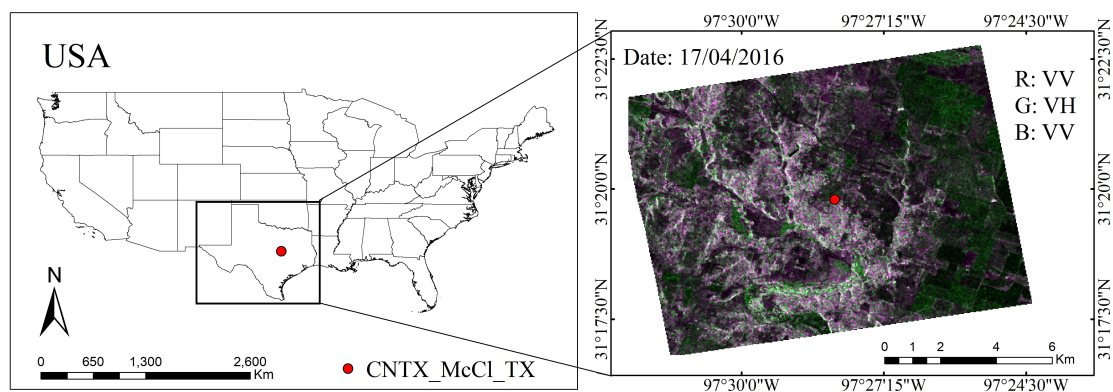 USA
N
0 650 1,300 2,600
Km
CNTX_McCl_TX
97°30'0"W 97°27'15"W 97°24'30"W
Date: 17/04/2016
R: VV
G: VH
B: VV
31°22'30"N
31°20'0"N
31°17'30"N
31°22'30"N
31°20'0"N
31°17'30"N
0 1 2 4 6
Km
97°30'0"W 97°27'15"W 97°24'30"W